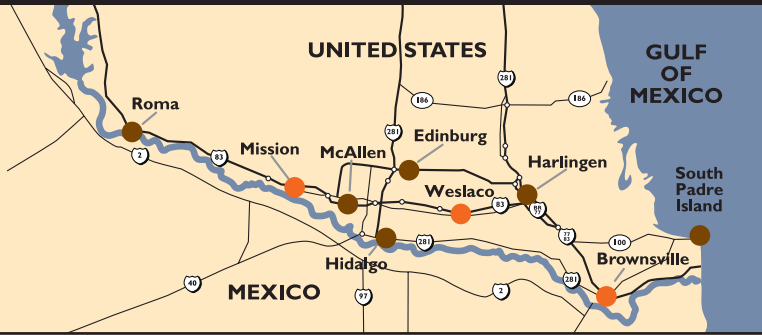 UNITED STATES
GULF
OF
MEXICO
281
186
186
Roma
281
Edinburg
Mission
McAllen
2
83
Harlingen
Weslaco
South
Padre
Island
83
77
77
83
100
281
Hidalgo
Brownsville
281
40
MEXICO
97
2